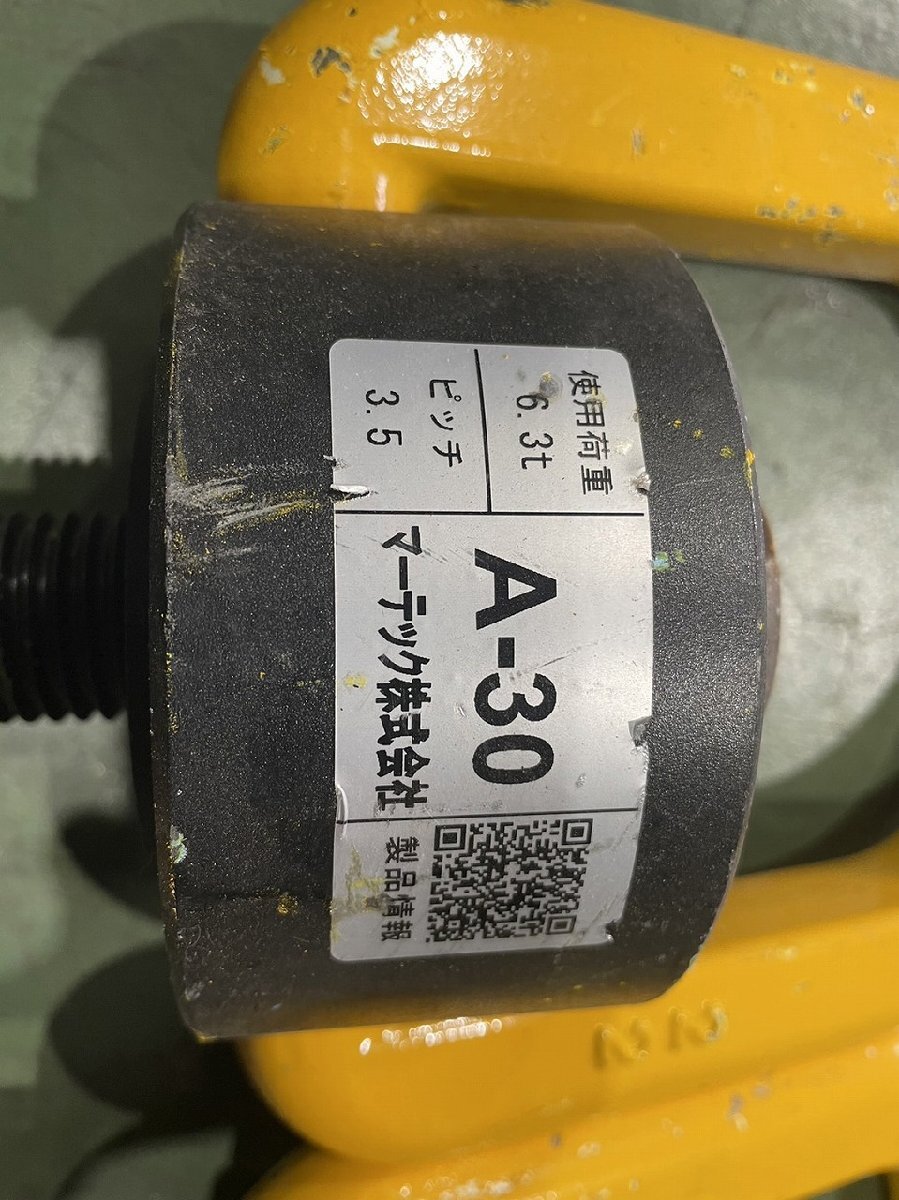 使用荷重
6.3t
ピッチ
3.5
A-30
マーテック株式会社
製品情報
22